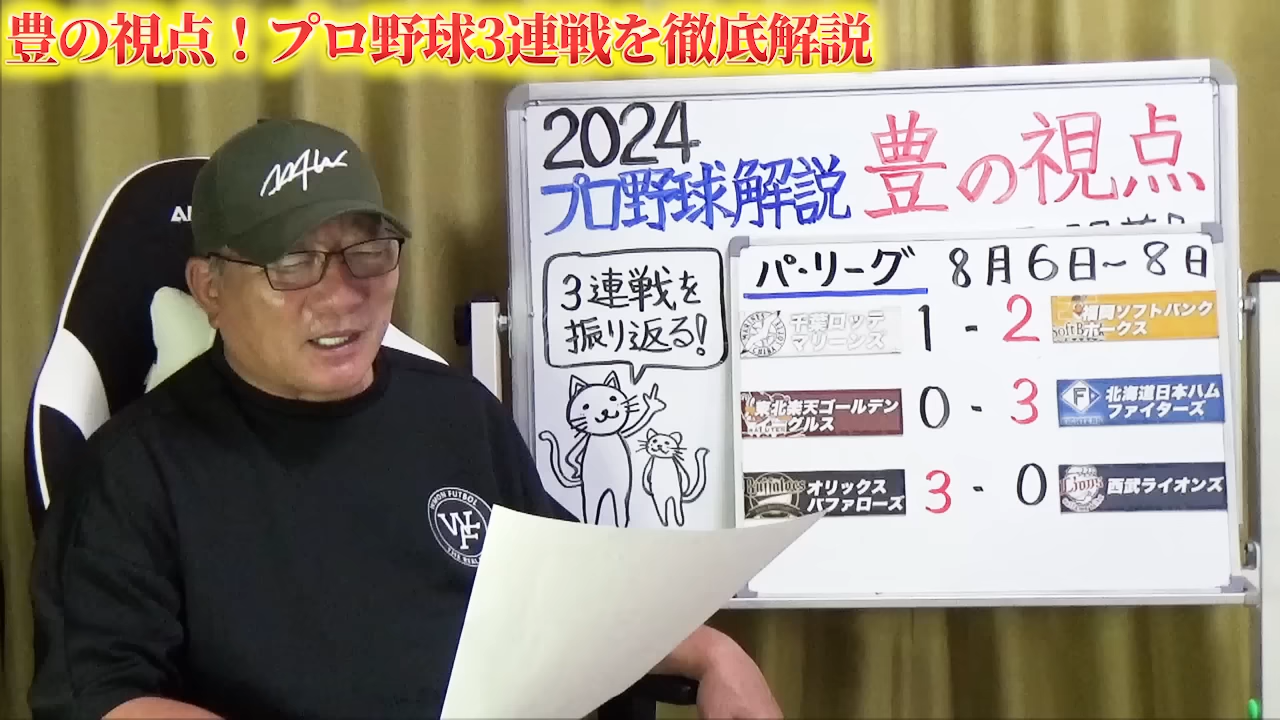 豊の視点！プロ野球3連戦を徹底解説
2024
プロ野球解説 豊の視点
3連戦を
振り返る!
パ・リーグ 8月6日~8日
千葉ロッテ
マリーンズ
1 - 2
福岡ソフトバンク
ホークス
東北楽天ゴールデン
グルス
0 - 3
F
北海道日本ハム
ファイターズ
Buffaloes
オリックス
バファローズ
3 - 0
Lions
西武ライオンズ
WF